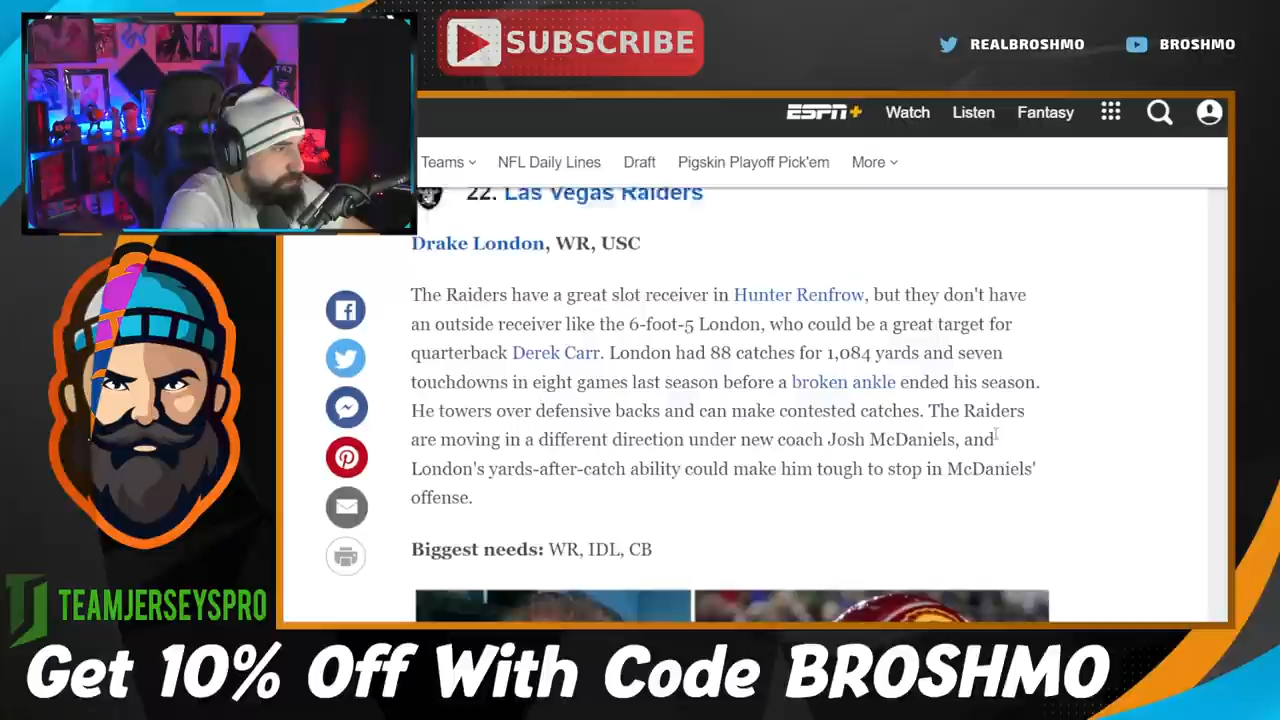 SUBSCRIBE
REALBROSHMO
BROSHMO
ESPN+
Watch
Listen
Fantasy
Teams
NFL Daily Lines
Draft
Pigskin Playoff Pick'em
More
22. Las Vegas Raiders
Drake London, WR, USC
The Raiders have a great slot receiver in Hunter Renfrow, but they don't have
an outside receiver like the 6-foot-5 London, who could be a great target for
quarterback Derek Carr. London had 88 catches for 1,084 yards and seven
touchdowns in eight games last season before a broken ankle ended his season.
He towers over defensive backs and can make contested catches. The Raiders
are moving in a different direction under new coach Josh McDaniels, and
London's yards-after-catch ability could make him tough to stop in McDaniels'
offense.
Biggest needs: WR, IDL, CB
TEAMJERSEYSPRO
Get 10% Off With Code BROSHMO